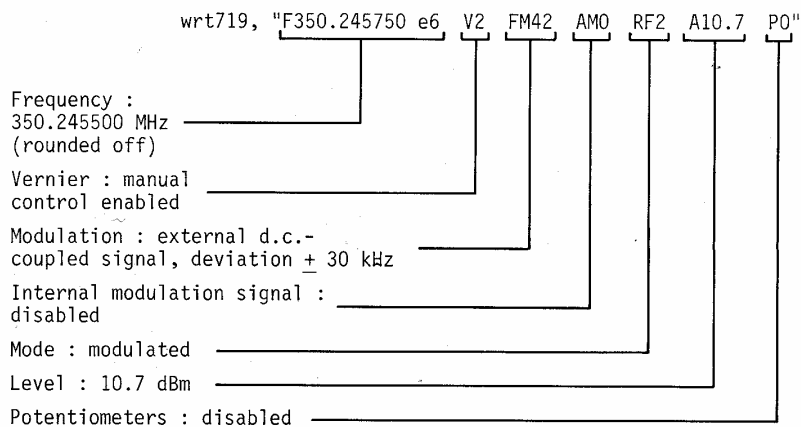 wrt719, "F350.245750 e6 V2 FM42 AM0 RF2 A10.7 P0"
Frequency :
350.245500 MHz
(rounded off)
Vernier : manual
control enabled
Modulation : external d.c.-
coupled signal, deviation ± 30 kHz
Internal modulation signal :
disabled
Mode : modulated
Level : 10.7 dBm
Potentiometers : disabled